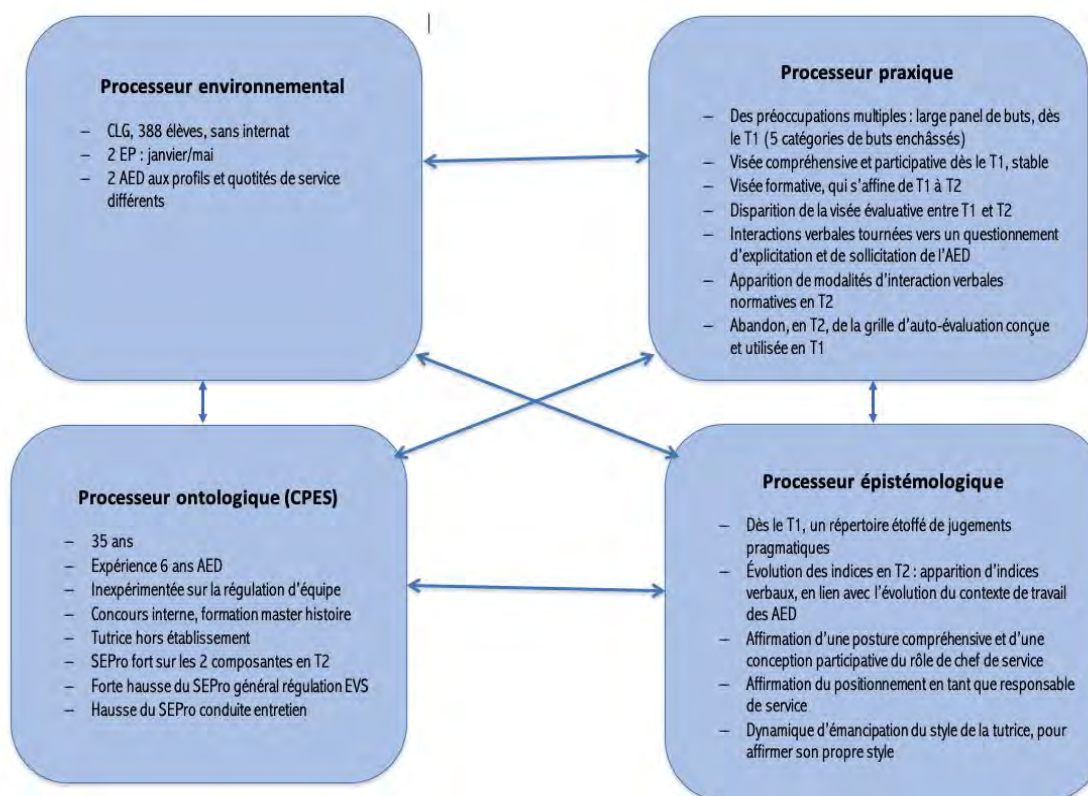 Processeur environnemental
– CLG, 388 élèves, sans internat
– 2 EP : janvier/mai
– 2 AED aux profils et quotités de service
différents
Processeur praxique
– Des préoccupations multiples : large panel de buts, dès
le T1 (5 catégories de buts enchâssés)
– Visée compréhensive et participative dès le T1, stable
– Visée formative, qui s’affine de T1 à T2
– Disparition de la visée évaluative entre T1 et T2
– Interactions verbales tournées vers un questionnement
d’explicitation et de sollicitation de l’AED
– Apparition de modalités d’interaction verbales
normatives en T2
– Abandon, en T2, de la grille d’auto-évaluation conçue
et utilisée en T1
Processeur ontologique (CPES)
– 35 ans
– Expérience 6 ans AED
– Inexpérimentée sur la régulation d’équipe
– Concours interne, formation master histoire
– Tutrice hors établissement
– SEPro fort sur les 2 composantes en T2
– Forte hausse du SEPro général régulation EVS
– Hausse du SEPro conduite entretien
Processeur épistémologique
– Dès le T1, un répertoire étoffé de jugements
pragmatiques
– Évolution des indices en T2 : apparition d’indices
verbaux, en lien avec l’évolution du contexte de travail
des AED
– Affirmation d’une posture compréhensive et d’une
conception participative du rôle de chef de service
– Affirmation du positionnement en tant que responsable
de service
– Dynamique d’émancipation du style de la tutrice, pour
affirmer son propre style